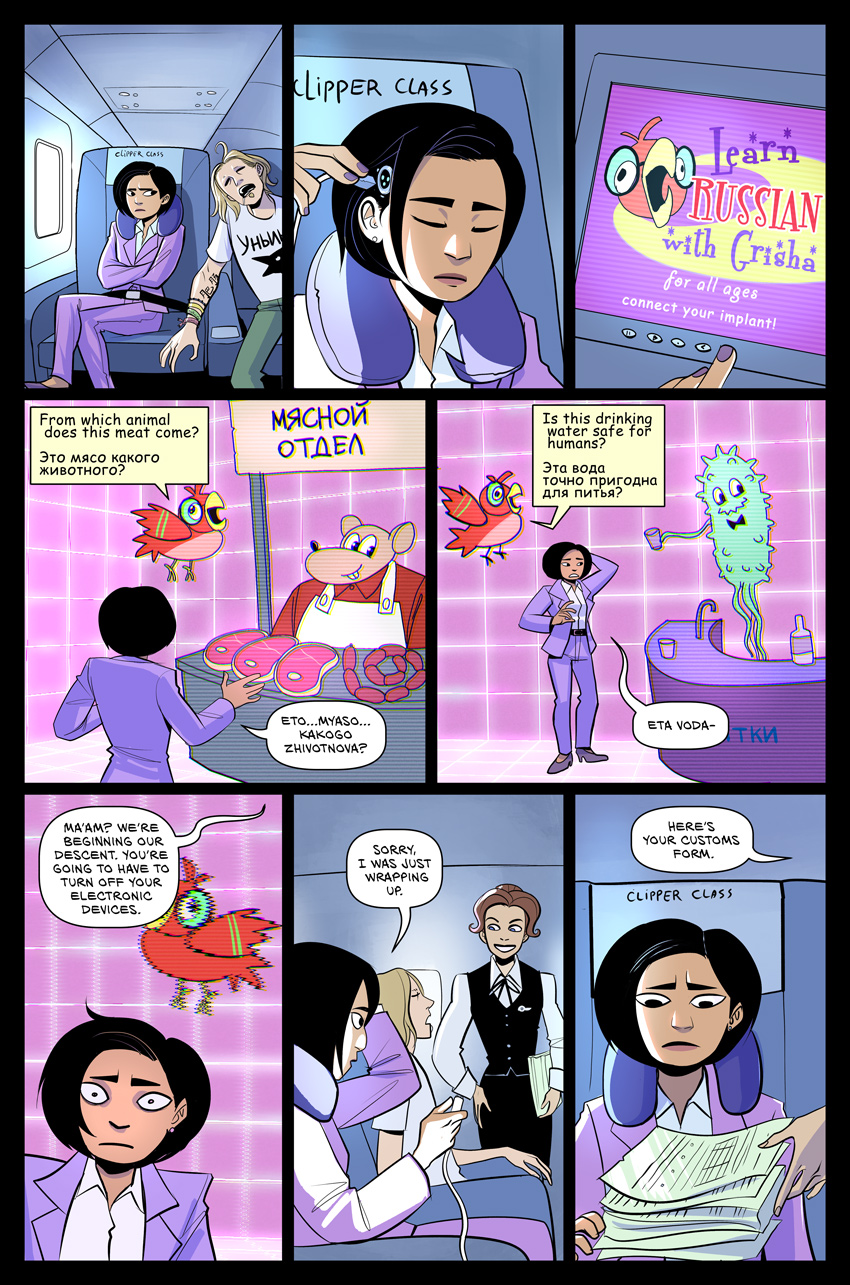 CLIPPER CLASS
УНЫЛ
CLIPPER CLASS
Learn
RUSSIAN
with Grisha
for all ages
connect your implant!
From which animal
does this meat come?
Это мясо какого
животного?
МЯСНОЙ
ОТДЕЛ
ETO...MYASO...
KAKOGO
ZHIVOTNOVA?
Is this drinking
water safe for
humans?
Эта вода
точно пригодна
для питья?
ETA VODA-
ИТКИ
MA'AM? WE'RE
BEGINNING OUR
DESCENT. YOU'RE
GOING TO HAVE
TO TURN OFF YOUR
ELECTRONIC
DEVICES.
SORRY,
I WAS JUST
WRAPPING
UP.
HERE'S
YOUR CUSTOMS
FORM.
CLIPPER CLASS